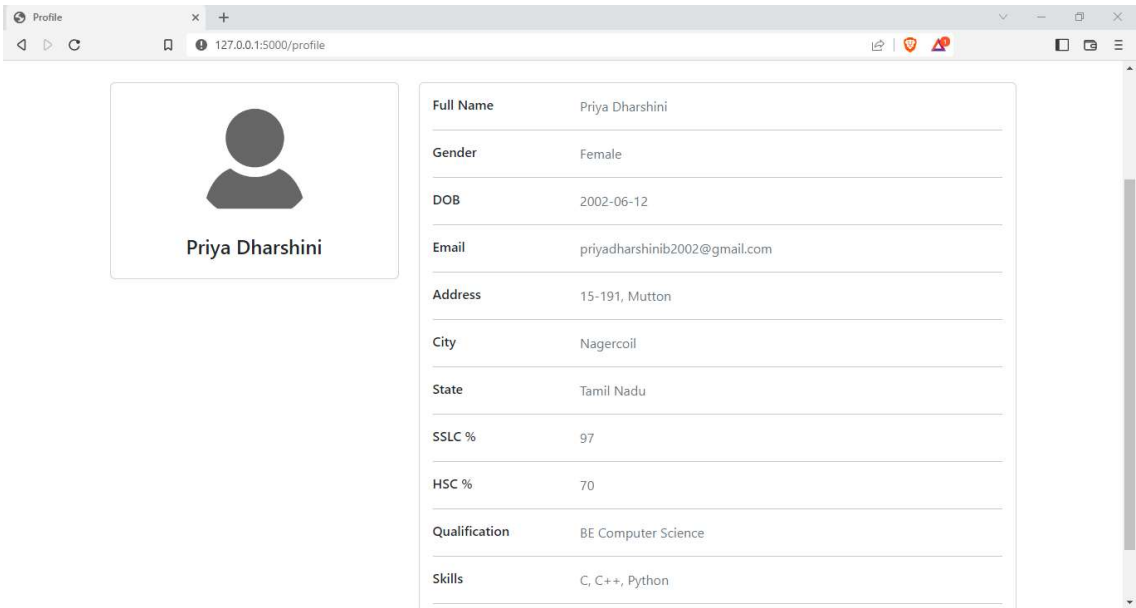 Profile
127.0.0.1:5000/profile
Priya Dharshini
Full Name Priya Dharshini
Gender Female
DOB 2002-06-12
Email priyadharshinib2002@gmail.com
Address 15-191, Mutton
City Nagercoil
State Tamil Nadu
SSLC % 97
HSC % 70
Qualification BE Computer Science
Skills C, C++, Python